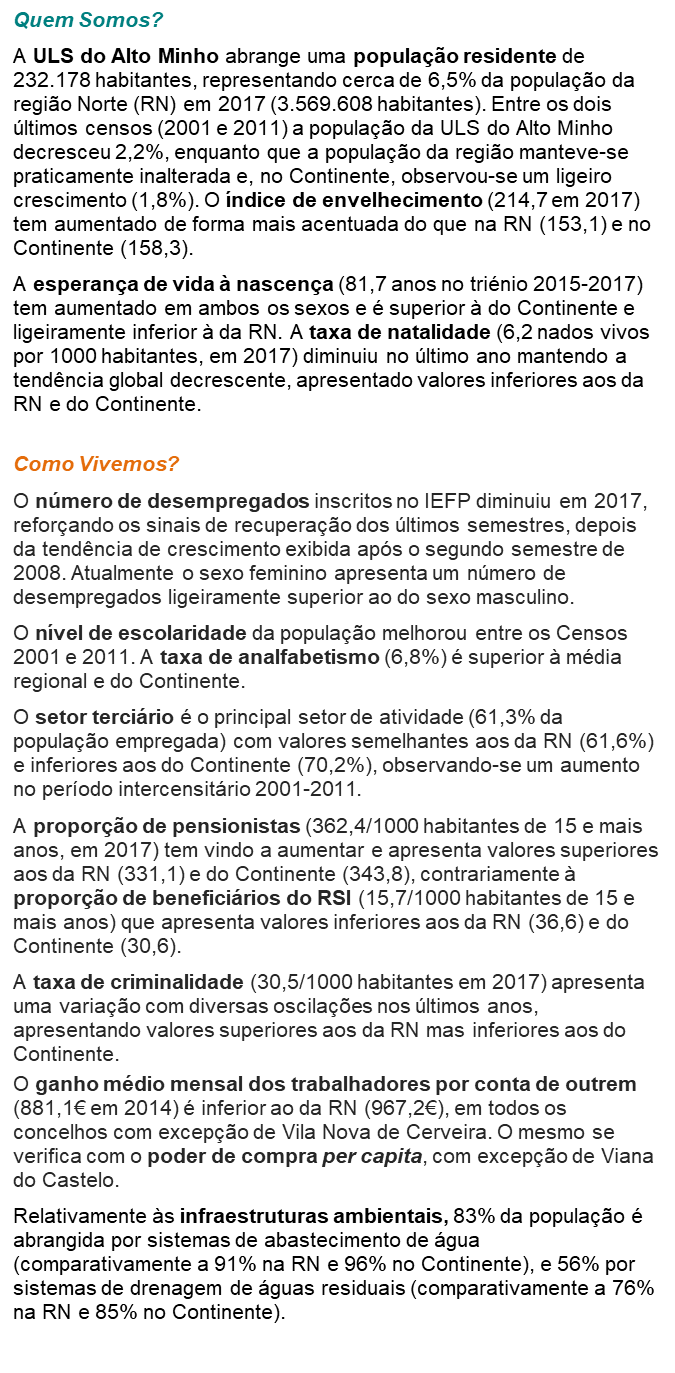 Quem Somos?
A ULS do Alto Minho abrange uma população residente de
232.178 habitantes, representando cerca de 6,5% da população da
região Norte (RN) em 2017 (3.569.608 habitantes). Entre os dois
últimos censos (2001 e 2011) a população da ULS do Alto Minho
decresceu 2,2%, enquanto que a população da região manteve-se
praticamente inalterada e, no Continente, observou-se um ligeiro
crescimento (1,8%). O índice de envelhecimento (214,7 em 2017)
tem aumentado de forma mais acentuada do que na RN (153,1) e no
Continente (158,3).
A esperança de vida à nascença (81,7 anos no triénio 2015-2017)
tem aumentado em ambos os sexos e é superior à do Continente e
ligeiramente inferior à da RN. A taxa de natalidade (6,2 nados vivos
por 1000 habitantes, em 2017) diminuiu no último ano mantendo a
tendência global decrescente, apresentado valores inferiores aos da
RN e do Continente.
Como Vivemos?
O número de desempregados inscritos no IEFP diminuiu em 2017,
reforçando os sinais de recuperação dos últimos semestres, depois
da tendência de crescimento exibida após o segundo semestre de
2008. Atualmente o sexo feminino apresenta um número de
desempregados ligeiramente superior ao do sexo masculino.
O nível de escolaridade da população melhorou entre os Censos
2001 e 2011. A taxa de analfabetismo (6,8%) é superior à média
regional e do Continente.
O setor terciário é o principal setor de atividade (61,3% da
população empregada) com valores semelhantes aos da RN (61,6%)
e inferiores aos do Continente (70,2%), observando-se um aumento
no período intercensitário 2001-2011.
A proporção de pensionistas (362,4/1000 habitantes de 15 e mais
anos, em 2017) tem vindo a aumentar e apresenta valores superiores
aos da RN (331,1) e do Continente (343,8), contrariamente à
proporção de beneficiários do RSI (15,7/1000 habitantes de 15 e
mais anos) que apresenta valores inferiores aos da RN (36,6) e do
Continente (30,6).
A taxa de criminalidade (30,5/1000 habitantes em 2017) apresenta
uma variação com diversas oscilações nos últimos anos,
apresentando valores superiores aos da RN mas inferiores aos do
Continente.
O ganho médio mensal dos trabalhadores por conta de outrem
(881,1€ em 2014) é inferior ao da RN (967,2€), em todos os
concelhos com excepção de Vila Nova de Cerveira. O mesmo se
verifica com o poder de compra per capita, com excepção de Viana
do Castelo.
Relativamente às infraestruturas ambientais, 83% da população é
abrangida por sistemas de abastecimento de água
(comparativamente a 91% na RN e 96% no Continente), e 56% por
sistemas de drenagem de águas residuais (comparativamente a 76%
na RN e 85% no Continente).